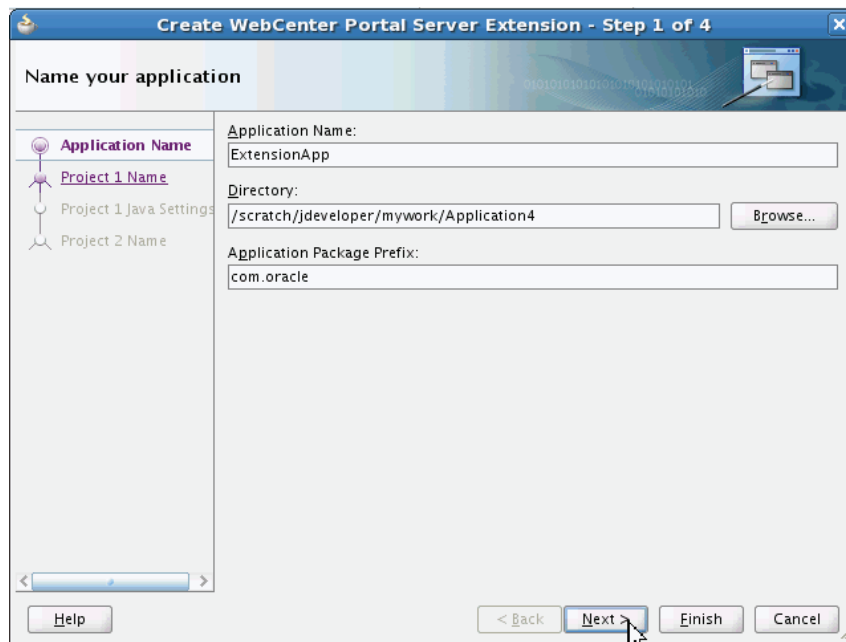 Create WebCenter Portal Server Extension - Step 1 of 4
Name your application
Application Name
Project 1 Name
Project 1 Java Settings
Project 2 Name
Application Name:
ExtensionApp
Directory:
/scratch/jdeveloper/mywork/Application4
Browse...
Application Package Prefix:
com.oracle
Help
< Back
Next >
Finish
Cancel